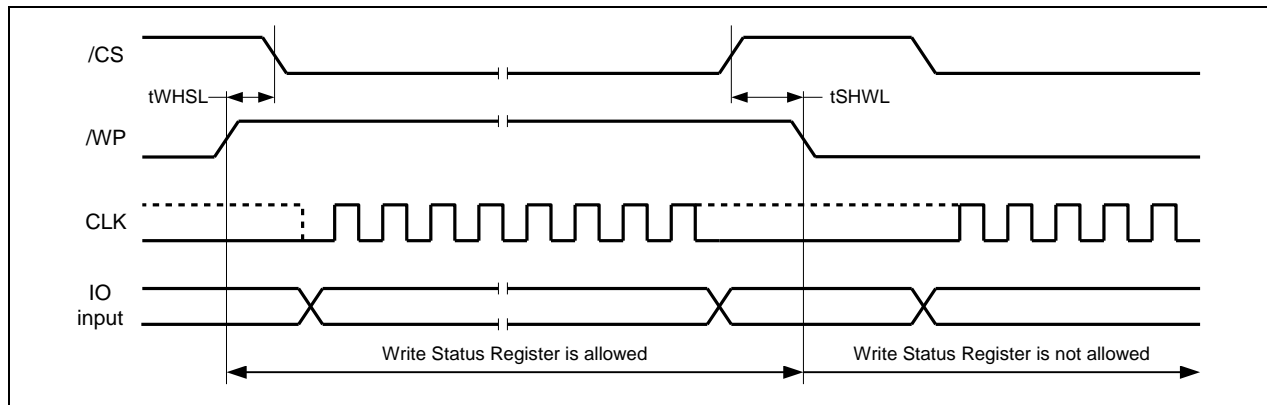 /CS
tWHSL
tSHWL
/WP
CLK
IO
input
Write Status Register is allowed
Write Status Register is not allowed